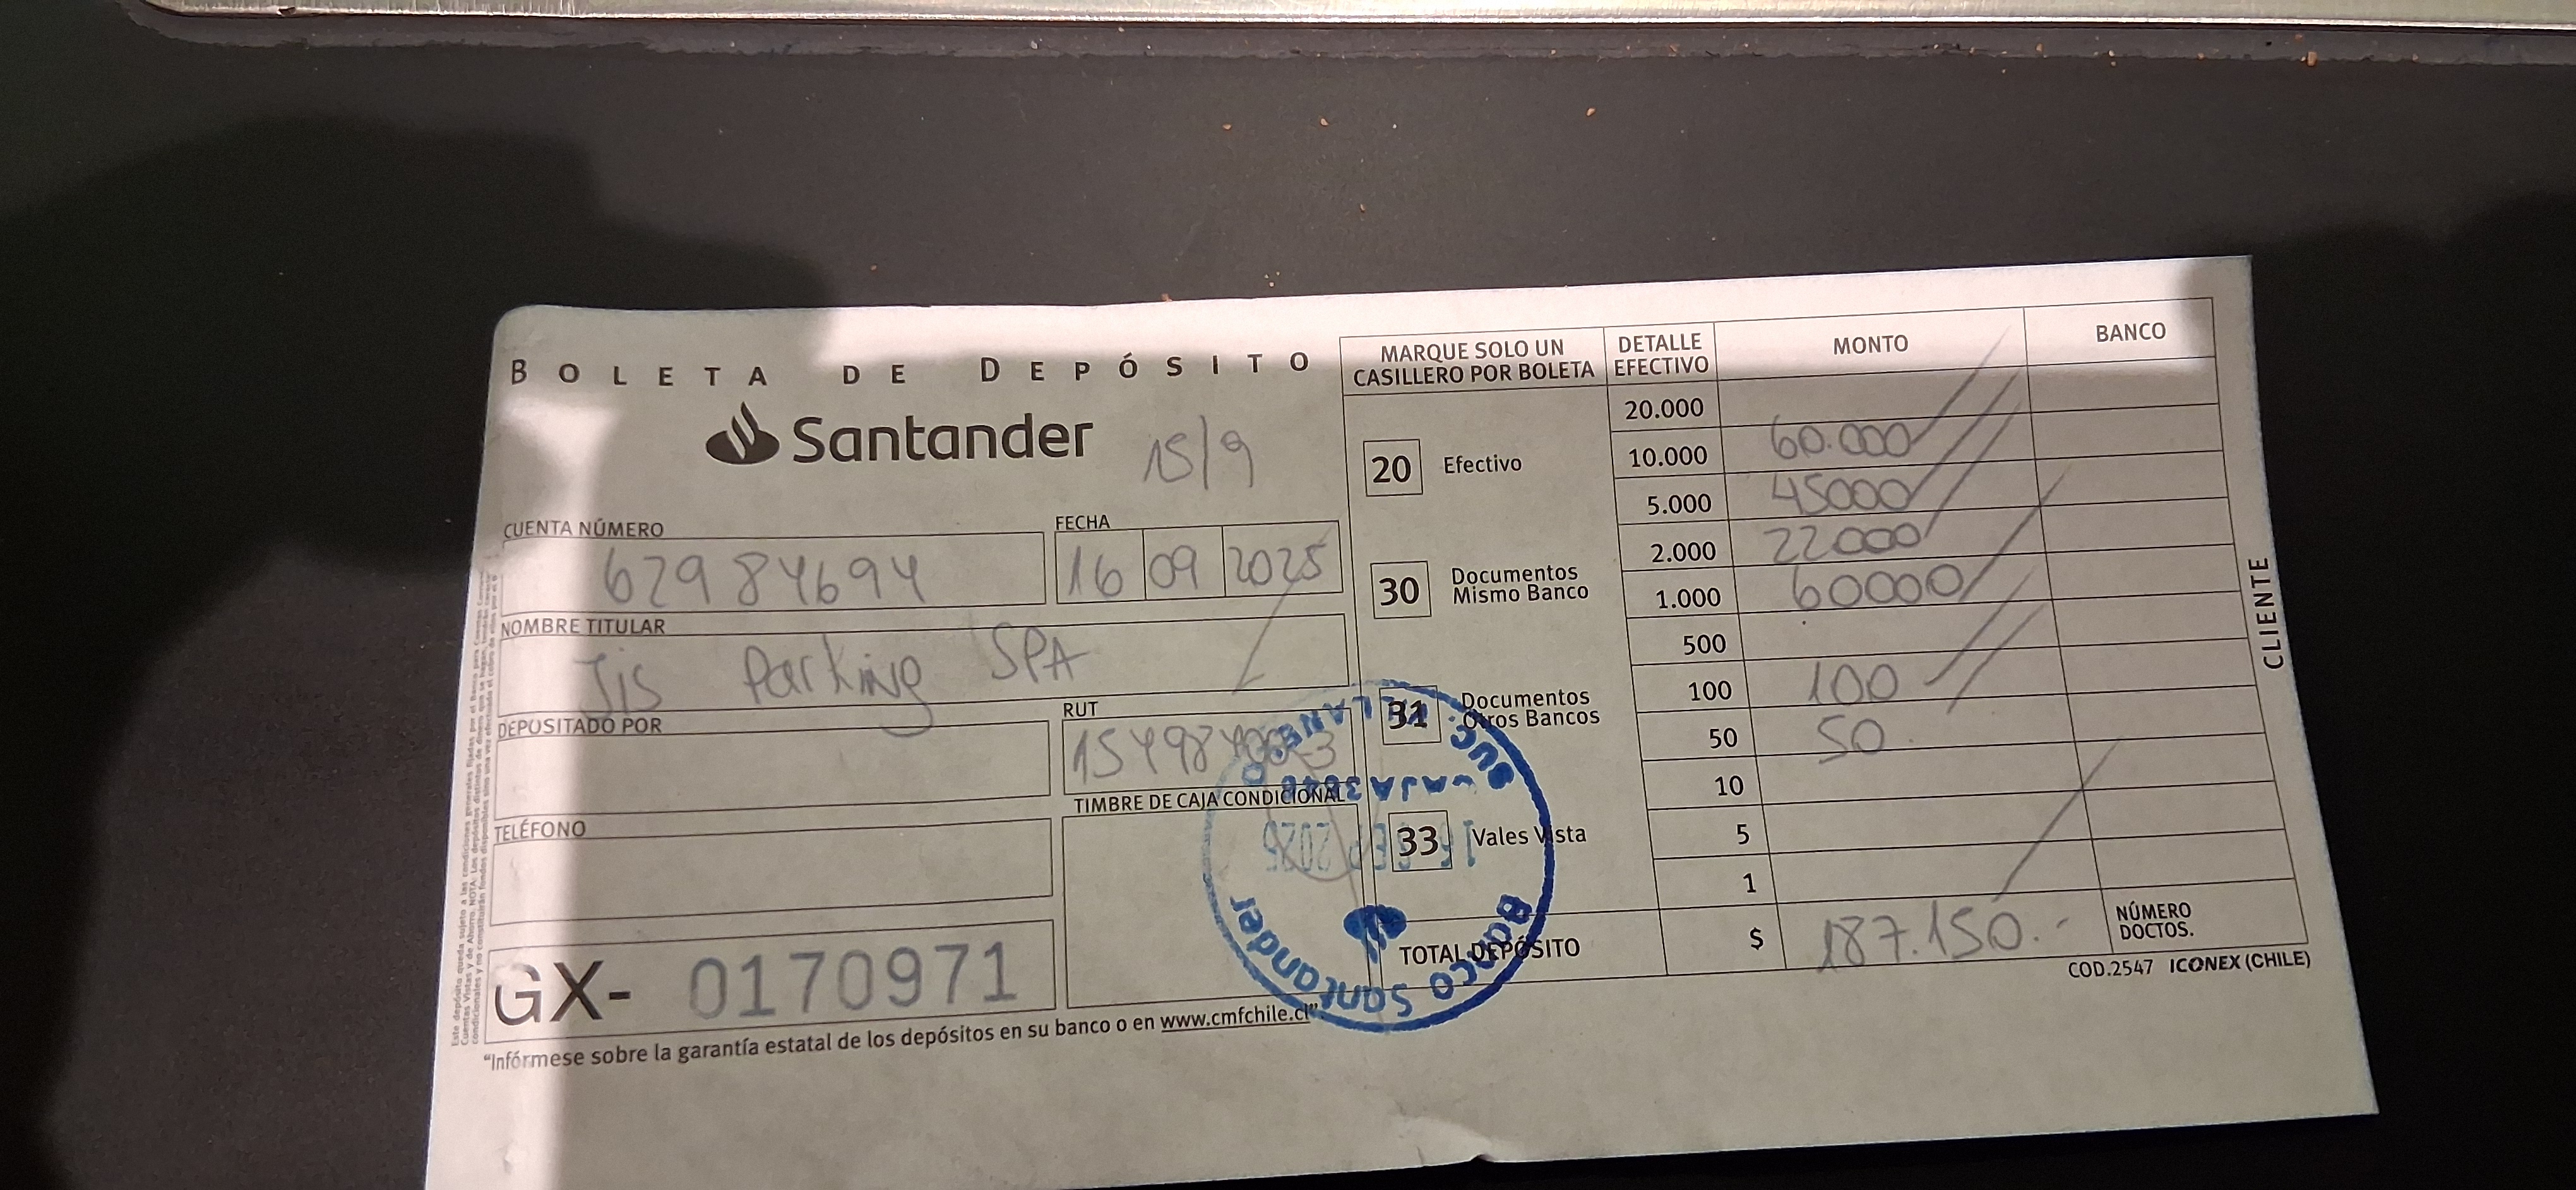 BOLETA DE DEPÓSITO
Santander
15/9
CUENTA NÚMERO
62984694
FECHA
16 09 2025
NOMBRE TITULAR
Jis Parking SPA
DEPOSITADO POR
RUT
TELÉFONO
TIMBRE DE CAJA CONDICIONAL
GX- 0170971
"Infórmese sobre la garantía estatal de los depósitos en su banco o en www.cmfchile.cl"
MARQUE SOLO UN
CASILLERO POR BOLETA
20 Efectivo
30 Documentos
Mismo Banco
31 Documentos
Otros Bancos
33 Vales Vista
DETALLE
EFECTIVO
MONTO
BANCO
20.000
10.000 60.000
5.000 45000
2.000 22000
1.000 60000
500
100 100
50 50
10
5
1
TOTAL DEPÓSITO $ 187.150.-
NÚMERO
DOCTOS.
COD.2547 ICONEX (CHILE)
CLIENTE
SUC.
CAJA
SEP 2025
Banco Santander